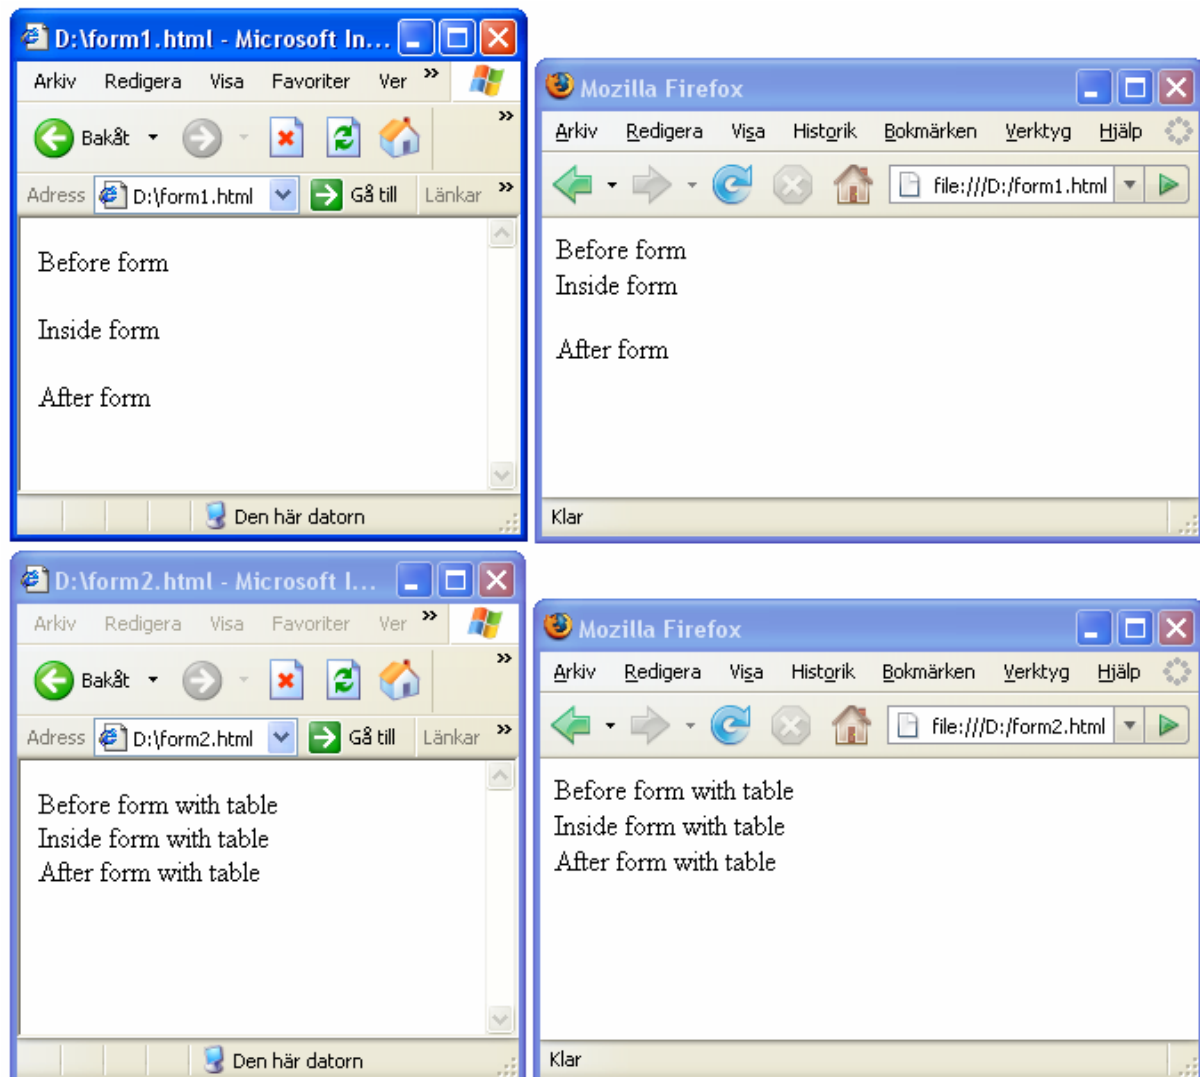 D:\form1.html - Microsoft In...
Arkiv Redigera Visa Favoriter Ver »
Bakåt »
Adress D:\form1.html Gå till Länkar »
Before form
Inside form
After form
Den här datorn
Mozilla Firefox
Arkiv Redigera Visa Historik Bokmärken Verktyg Hjälp
file:///D:/form1.html
Before form
Inside form
After form
Klar
D:\form2.html - Microsoft I...
Arkiv Redigera Visa Favoriter Ver »
Bakåt »
Adress D:\form2.html Gå till Länkar »
Before form with table
Inside form with table
After form with table
Den här datorn
Mozilla Firefox
Arkiv Redigera Visa Historik Bokmärken Verktyg Hjälp
file:///D:/form2.html
Before form with table
Inside form with table
After form with table
Klar